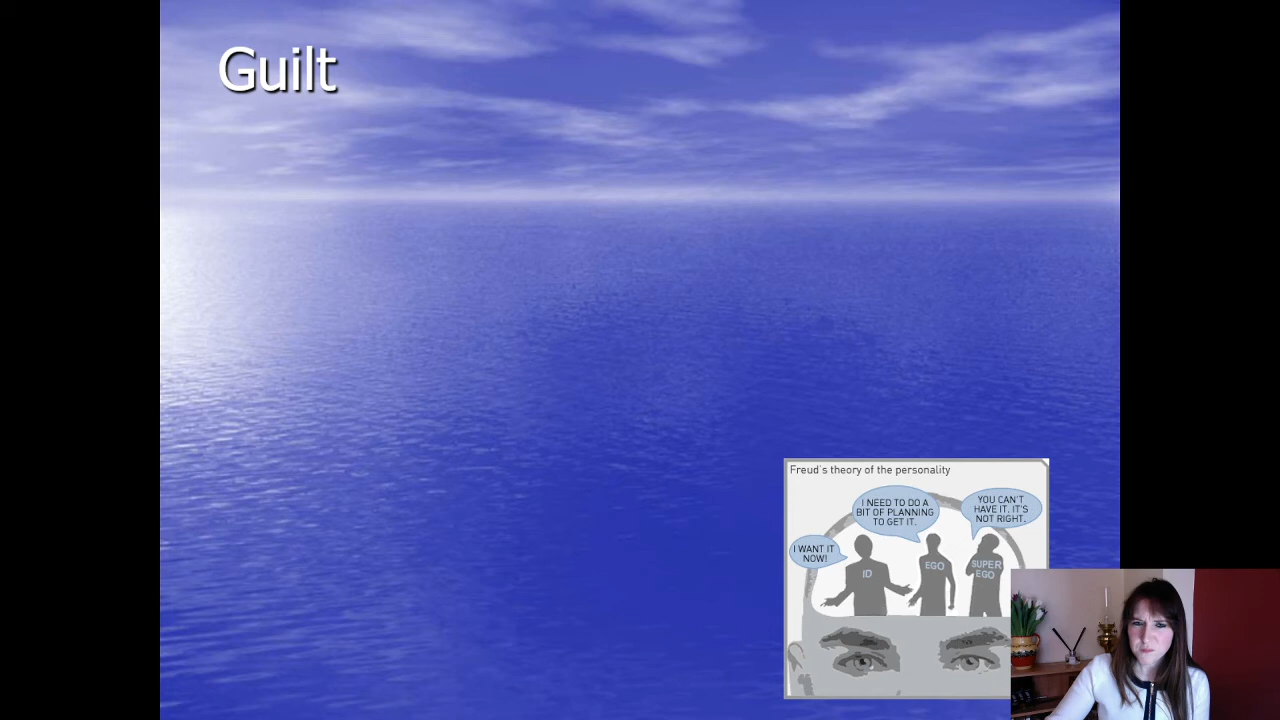 Guilt
Freud's theory of the personality
I WANT IT
NOW!
I NEED TO DO A
BIT OF PLANNING
TO GET IT.
YOU CAN'T
HAVE IT. IT'S
NOT RIGHT.
ID
EGO
SUPER
EGO